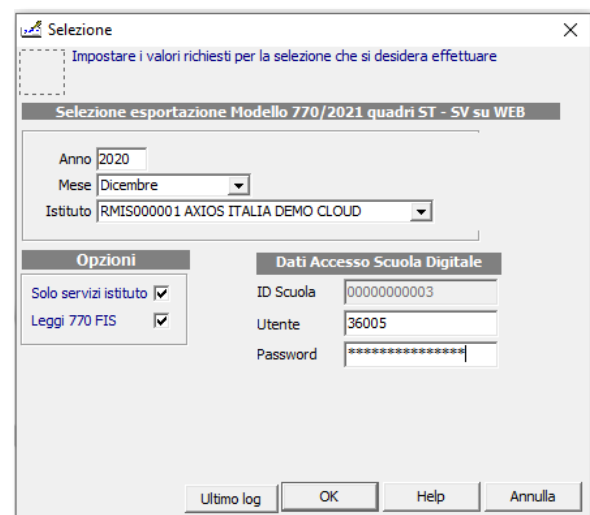 Selezione
Impostare i valori richiesti per la selezione che si desidera effettuare
Selezione esportazione Modello 770/2021 quadri ST - SV su WEB
Anno 2020
Mese Dicembre
Istituto RMIS000001 AXIOS ITALIA DEMO CLOUD
Opzioni
Solo servizi istituto
Leggi 770 FIS
Dati Accesso Scuola Digitale
ID Scuola 00000000003
Utente 36005
Password ***************
Ultimo log OK Help Annulla